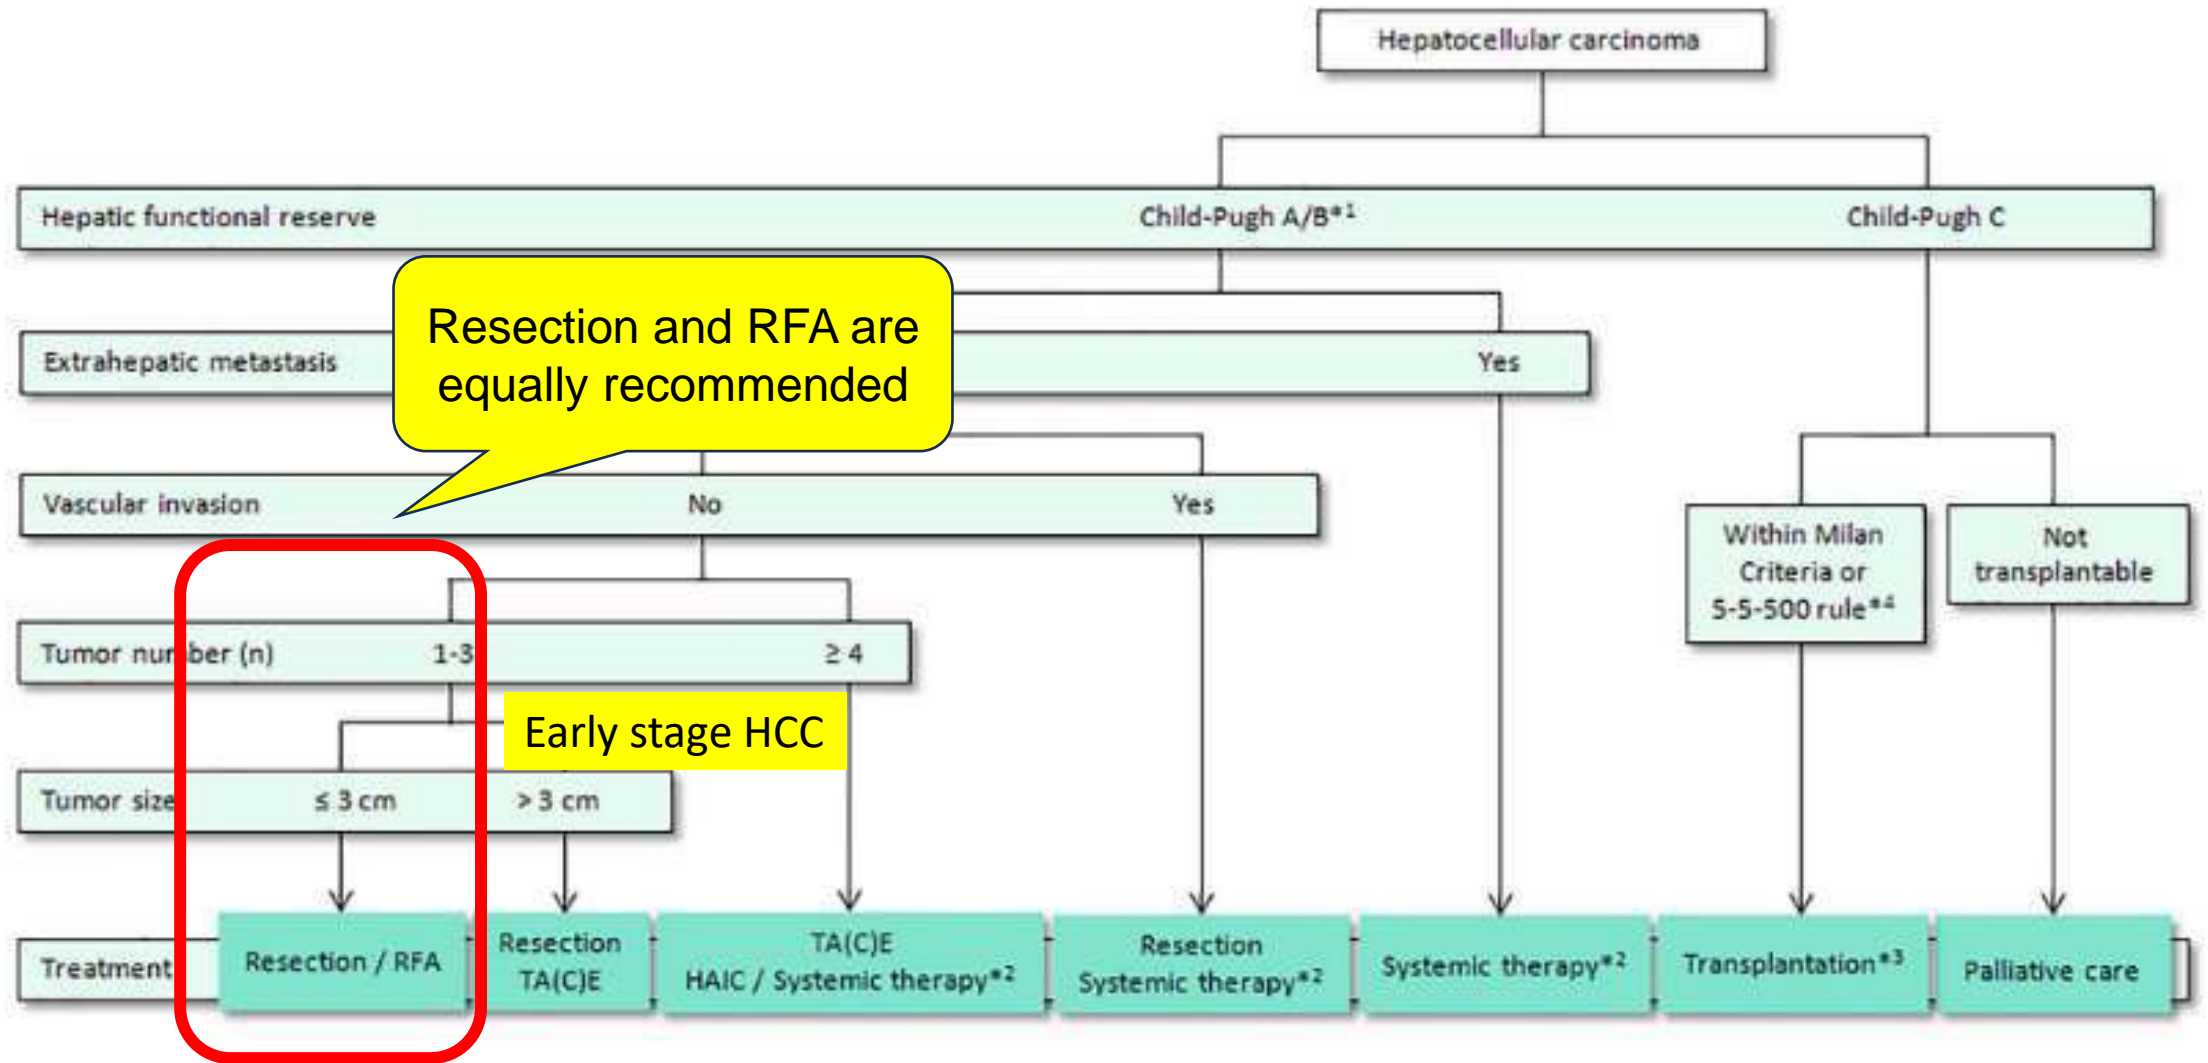 Hepatocellular carcinoma
Hepatic functional reserve
Child-Pugh A/B*1
Child-Pugh C
Resection and RFA are
equally recommended
Extrahepatic metastasis
Yes
Vascular invasion
No
Yes
Within Milan
Criteria or
5-5-500 rule*4
Not
transplantable
Tumor number (n)
1-3
≥ 4
Early stage HCC
Tumor size
≤ 3 cm
> 3 cm
Treatment
Resection / RFA
Resection
TA(C)E
TA(C)E
HAIC / Systemic therapy*2
Resection
Systemic therapy*2
Systemic therapy*2
Transplantation*3
Palliative care